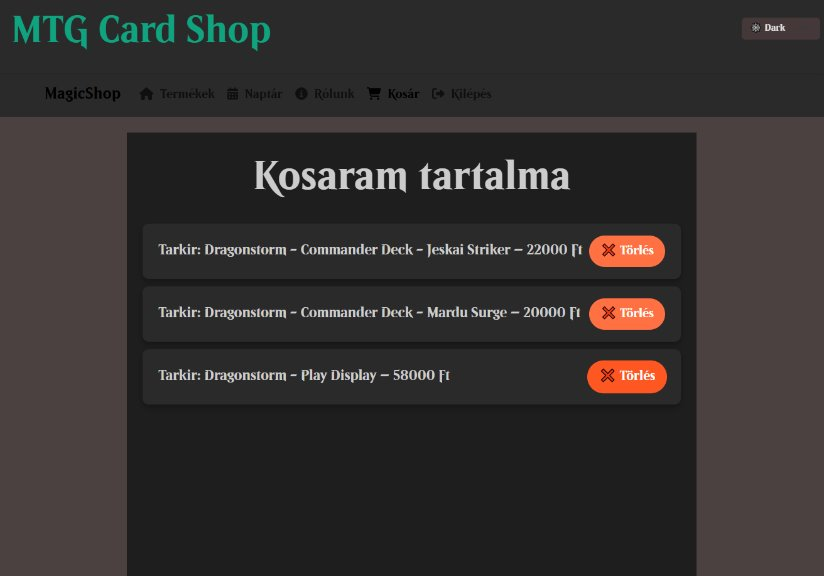 MTG Card Shop
Dark
MagicShop Termékek Naptár Rólunk Kosár Kilépés
Kosaram tartalma
Tarkir: Dragonstorm - Commander Deck - Jeskai Striker – 22000 Ft Törlés
Tarkir: Dragonstorm - Commander Deck - Mardu Surge – 20000 Ft Törlés
Tarkir: Dragonstorm - Play Display – 58000 Ft Törlés